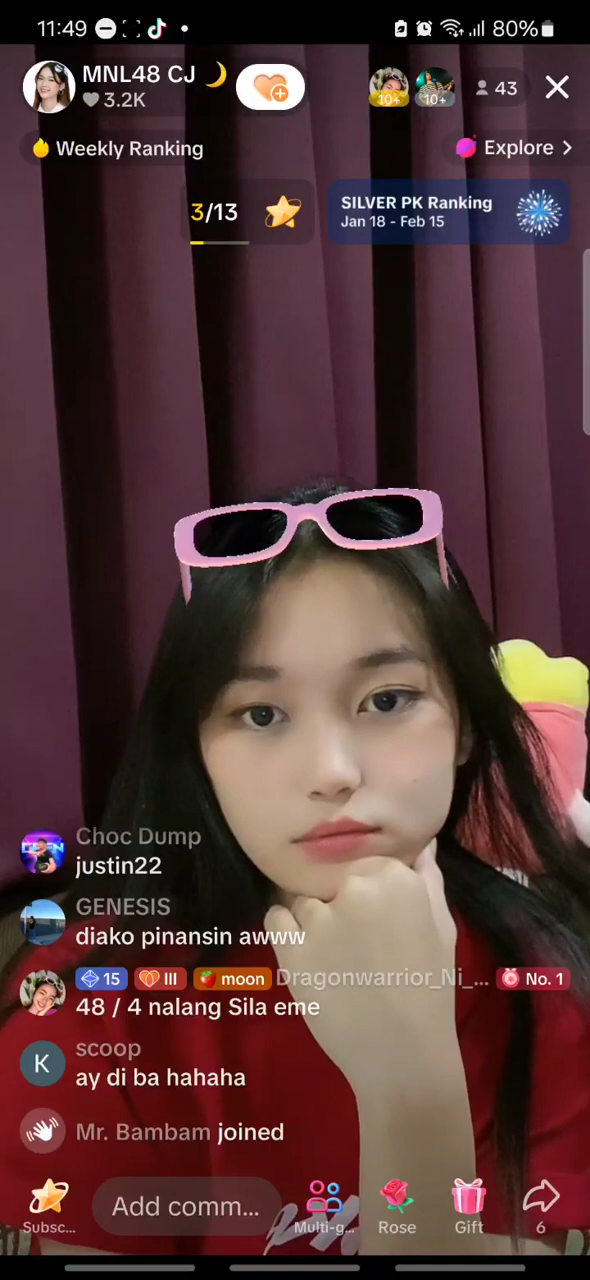 11:49
80%
MNL48 CJ
3.2K
10+
10+
43
Weekly Ranking
Explore
3/13
SILVER PK Ranking
Jan 18 - Feb 15
Choc Dump
justin22
GENESIS
diako pinansin awww
15 III moon Dragonwarrior_Ni_... No. 1
48 / 4 nalang Sila eme
K
scoop
ay di ba hahaha
Mr. Bambam joined
Add comm...
Subsc...
Multi-g...
Rose
Gift
6